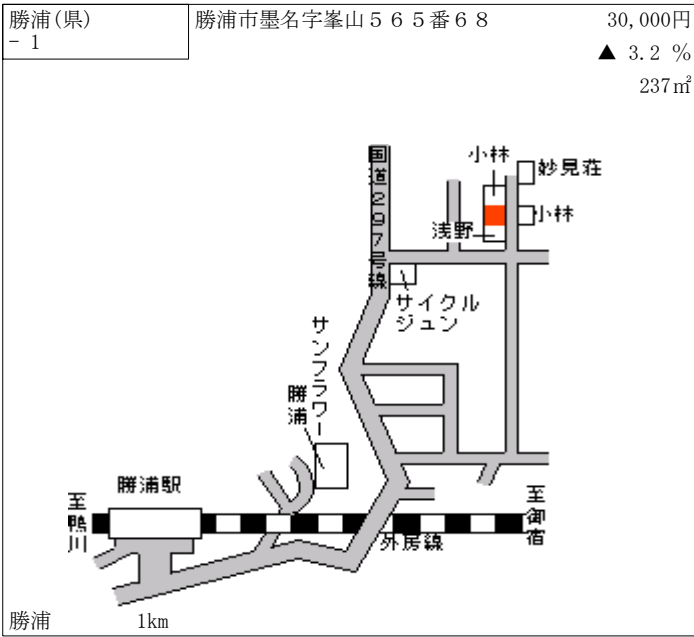 勝浦(県)
- 1
勝浦市墨名字峯山５６５番６８
30,000円
▲ 3.2 %
237㎡
国道297号線
小林
妙見荘
小林
浅野
サイクル
ジュン
サンフラワー
勝浦
勝浦駅
至鴨川
外房線
至御宿
勝浦
1km